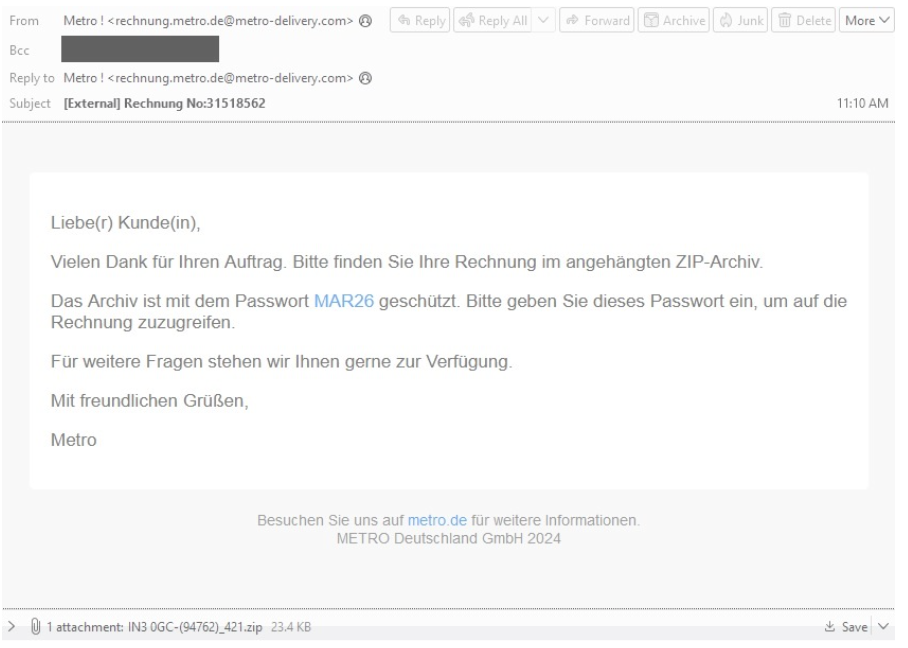 From Metro ! <rechnung.metro.de@metro-delivery.com> Reply Reply All Forward Archive Junk Delete More
Bcc
Reply to Metro ! <rechnung.metro.de@metro-delivery.com>
Subject [External] Rechnung No:31518562 11:10 AM
Liebe(r) Kunde(in),
Vielen Dank für Ihren Auftrag. Bitte finden Sie Ihre Rechnung im angehängten ZIP-Archiv.
Das Archiv ist mit dem Passwort MAR26 geschützt. Bitte geben Sie dieses Passwort ein, um auf die
Rechnung zuzugreifen.
Für weitere Fragen stehen wir Ihnen gerne zur Verfügung.
Mit freundlichen Grüßen,
Metro
Besuchen Sie uns auf metro.de für weitere Informationen.
METRO Deutschland GmbH 2024
1 attachment: IN3 0GC-(94762)_421.zip 23.4 KB Save